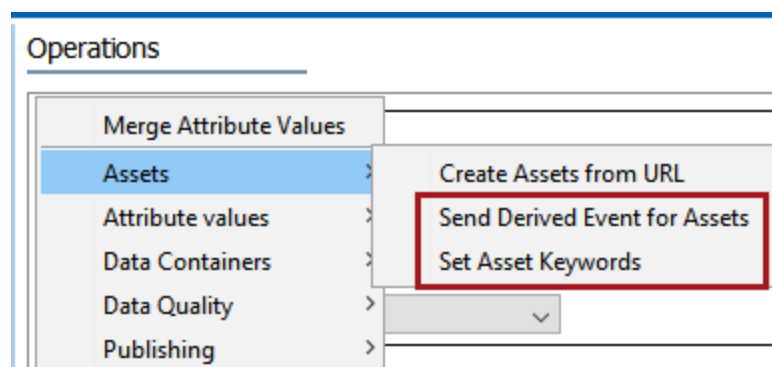 Operations
Merge Attribute Values
Assets
Create Assets from URL
Attribute values
Send Derived Event for Assets
Data Containers
Set Asset Keywords
Data Quality
Publishing